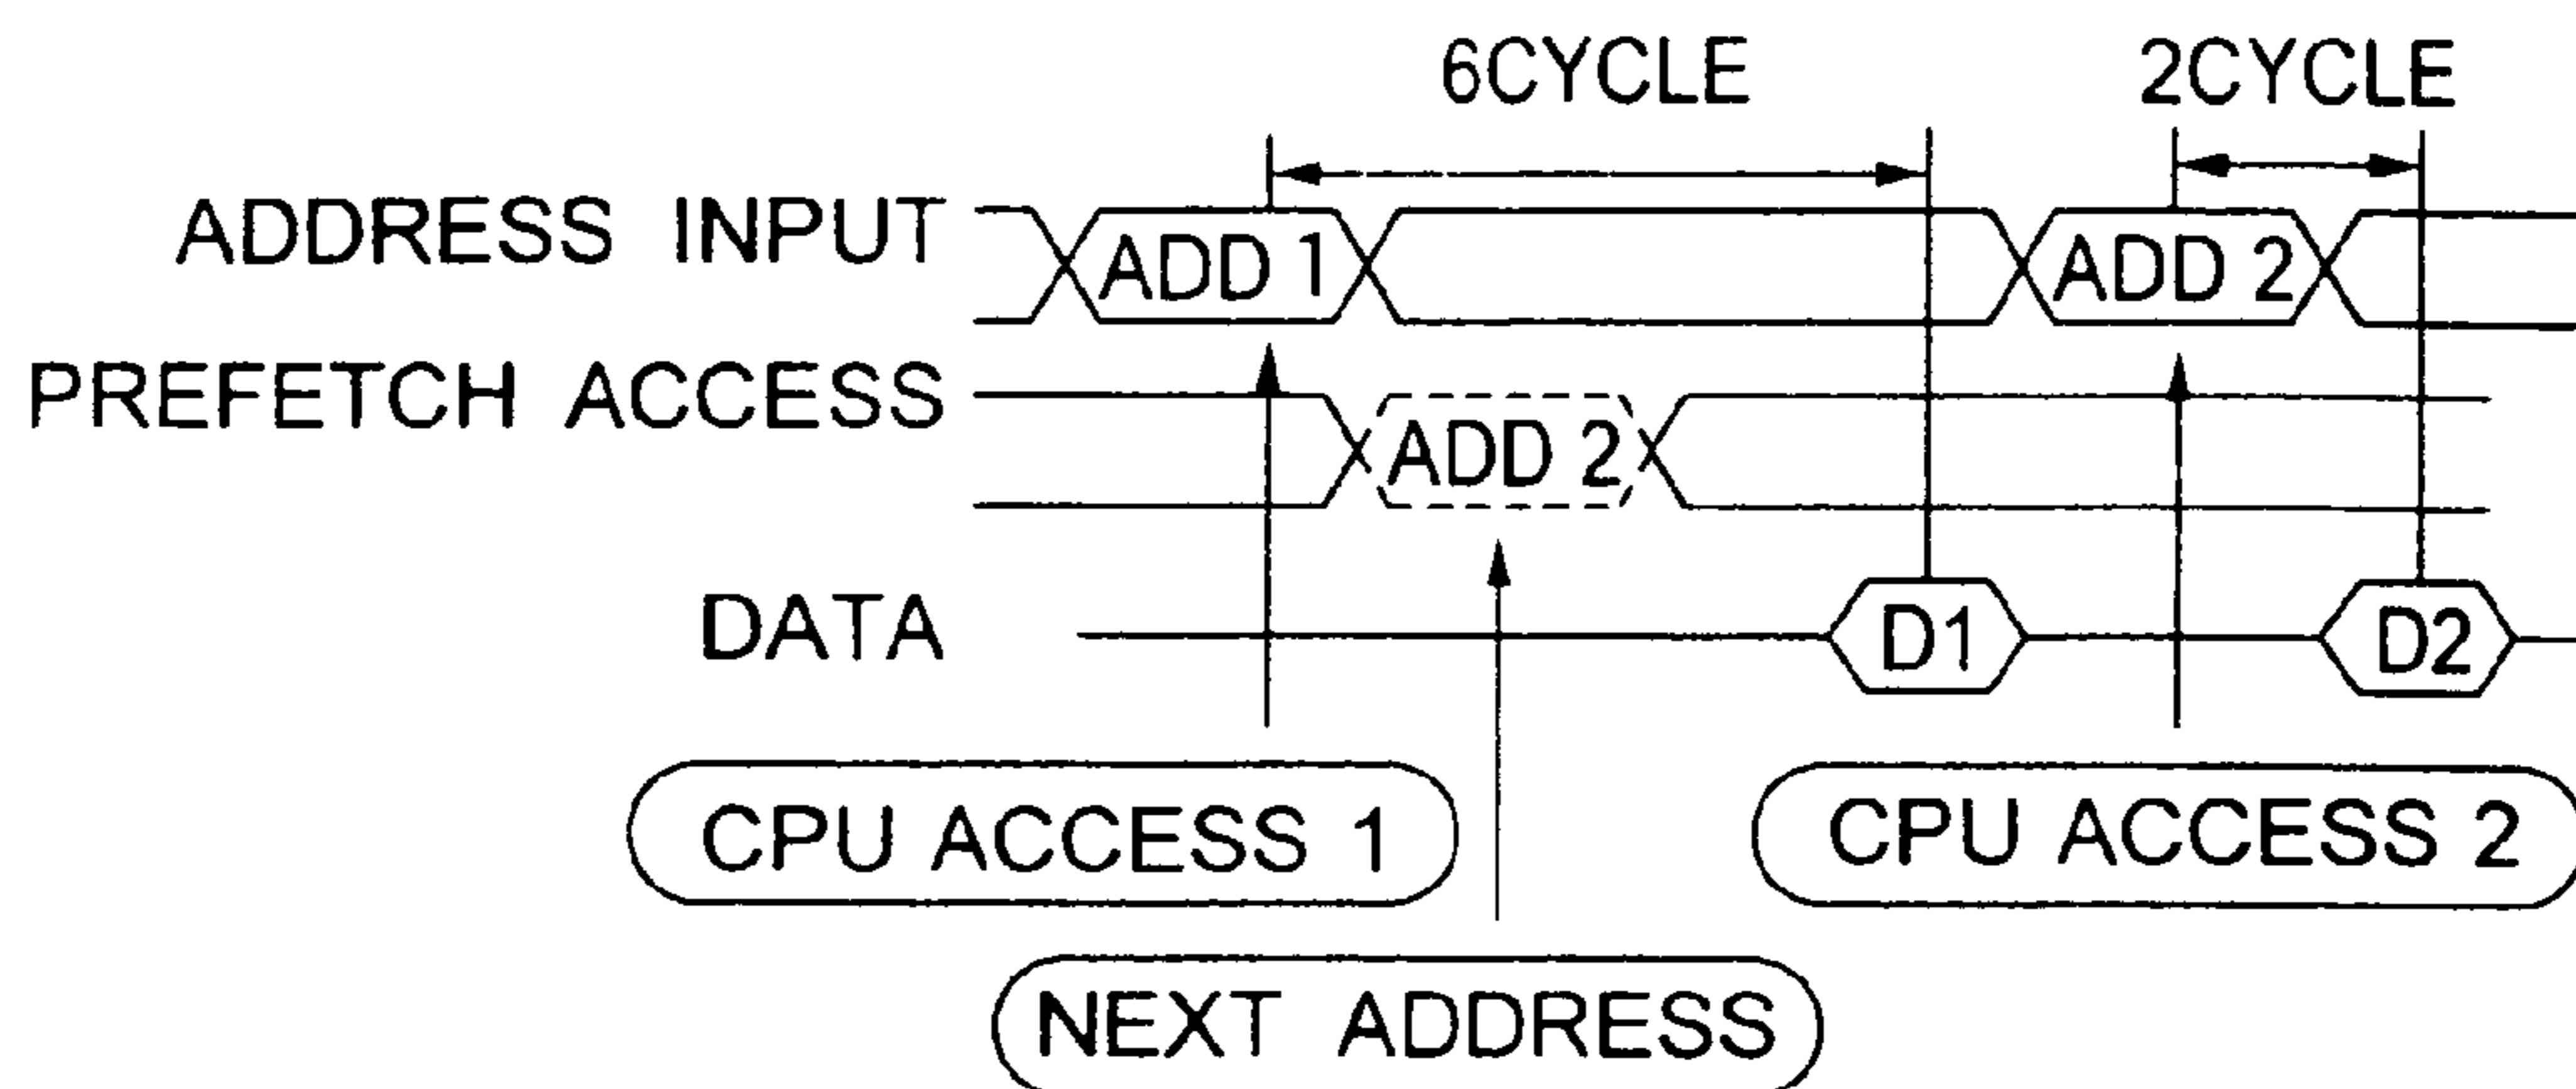 6CYCLE 2CYCLE
ADDRESS INPUT ADD 1 ADD 2
PREFETCH ACCESS ADD 2
DATA D1 D2
CPU ACCESS 1 CPU ACCESS 2
NEXT ADDRESS